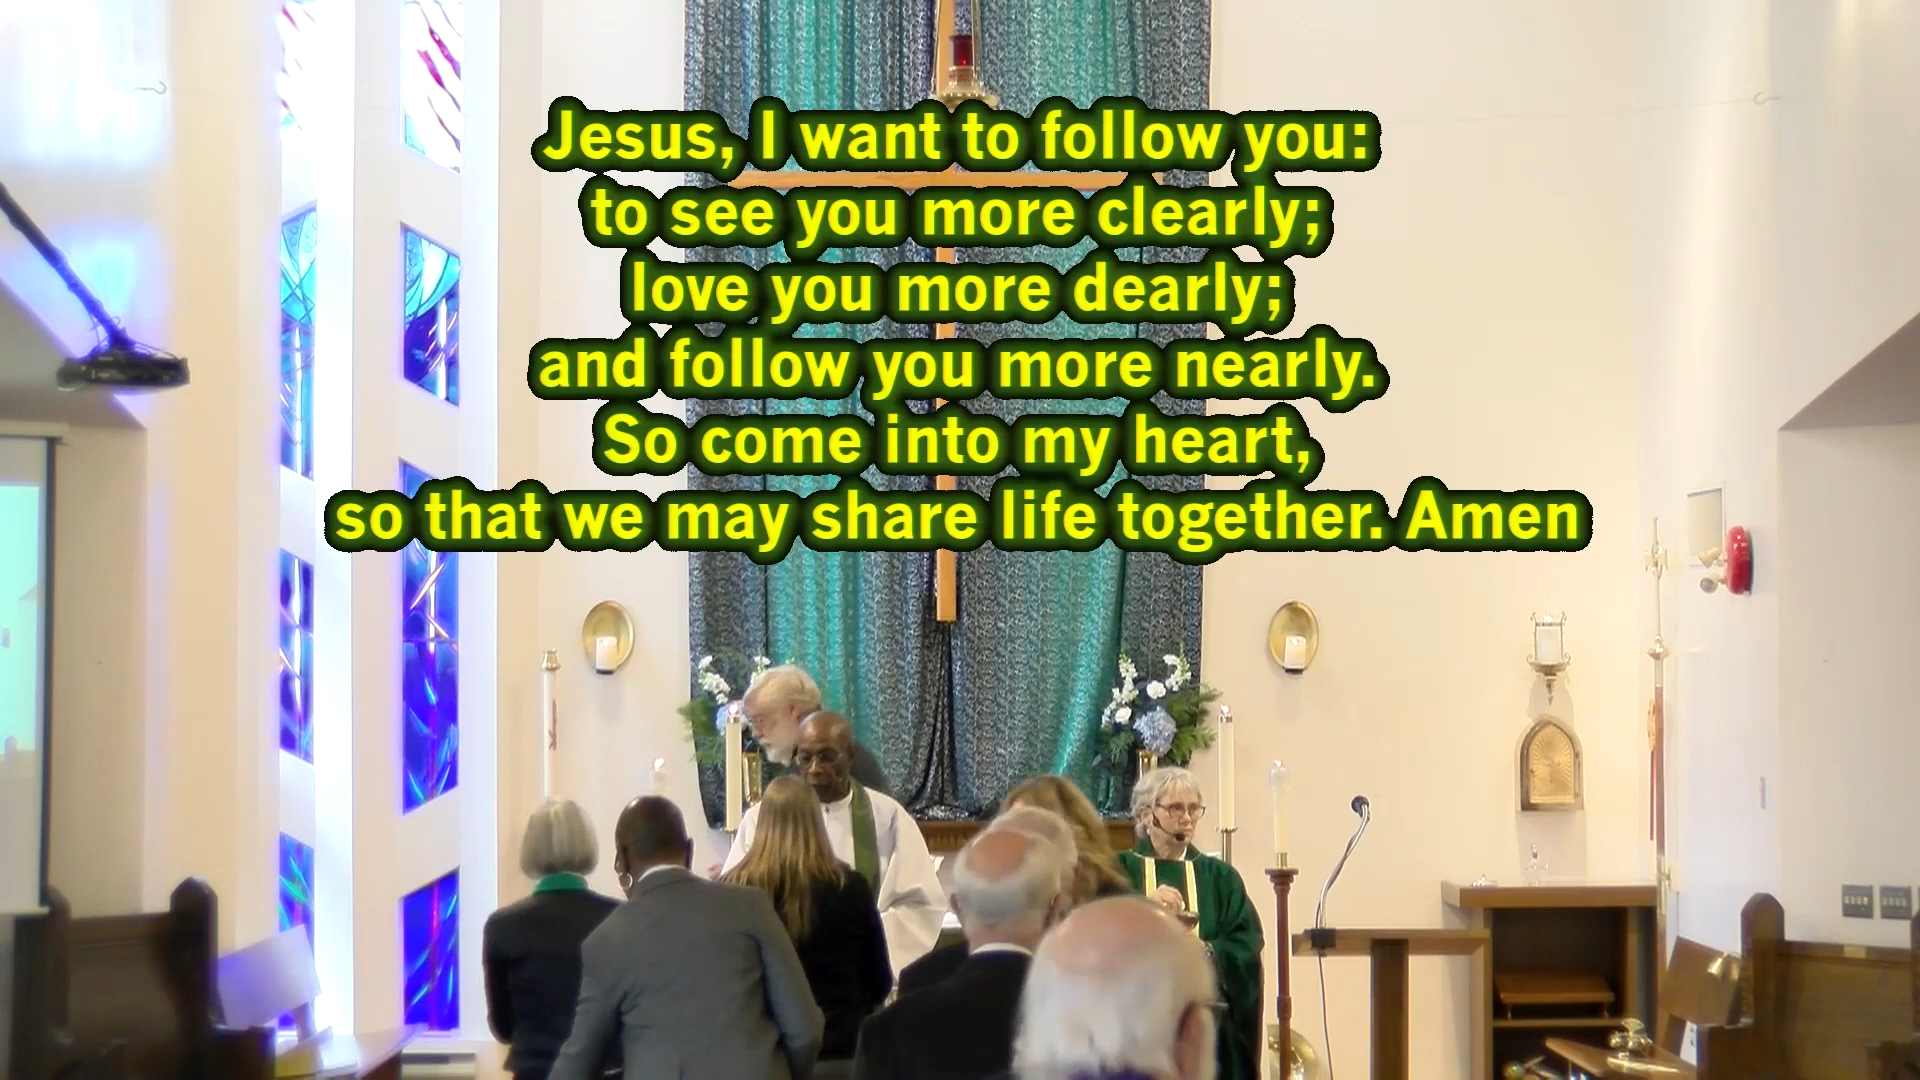 Jesus, I want to follow you:
to see you more clearly;
love you more dearly;
and follow you more nearly.
So come into my heart,
so that we may share life together. Amen